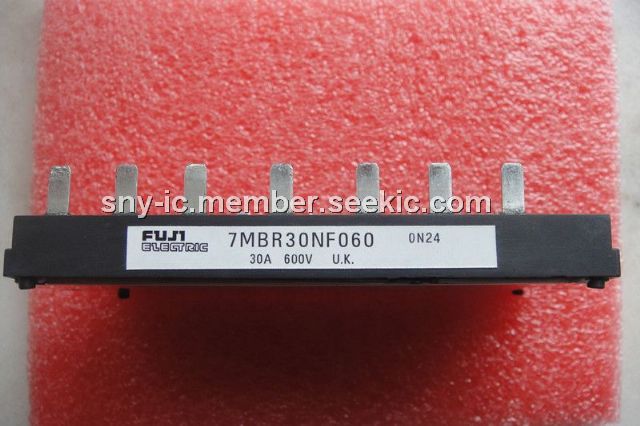 sny-ic.member.seekic.com
FUJI 7MBR30NF060 0N24
ELECTRIC 30A 600V U.K.